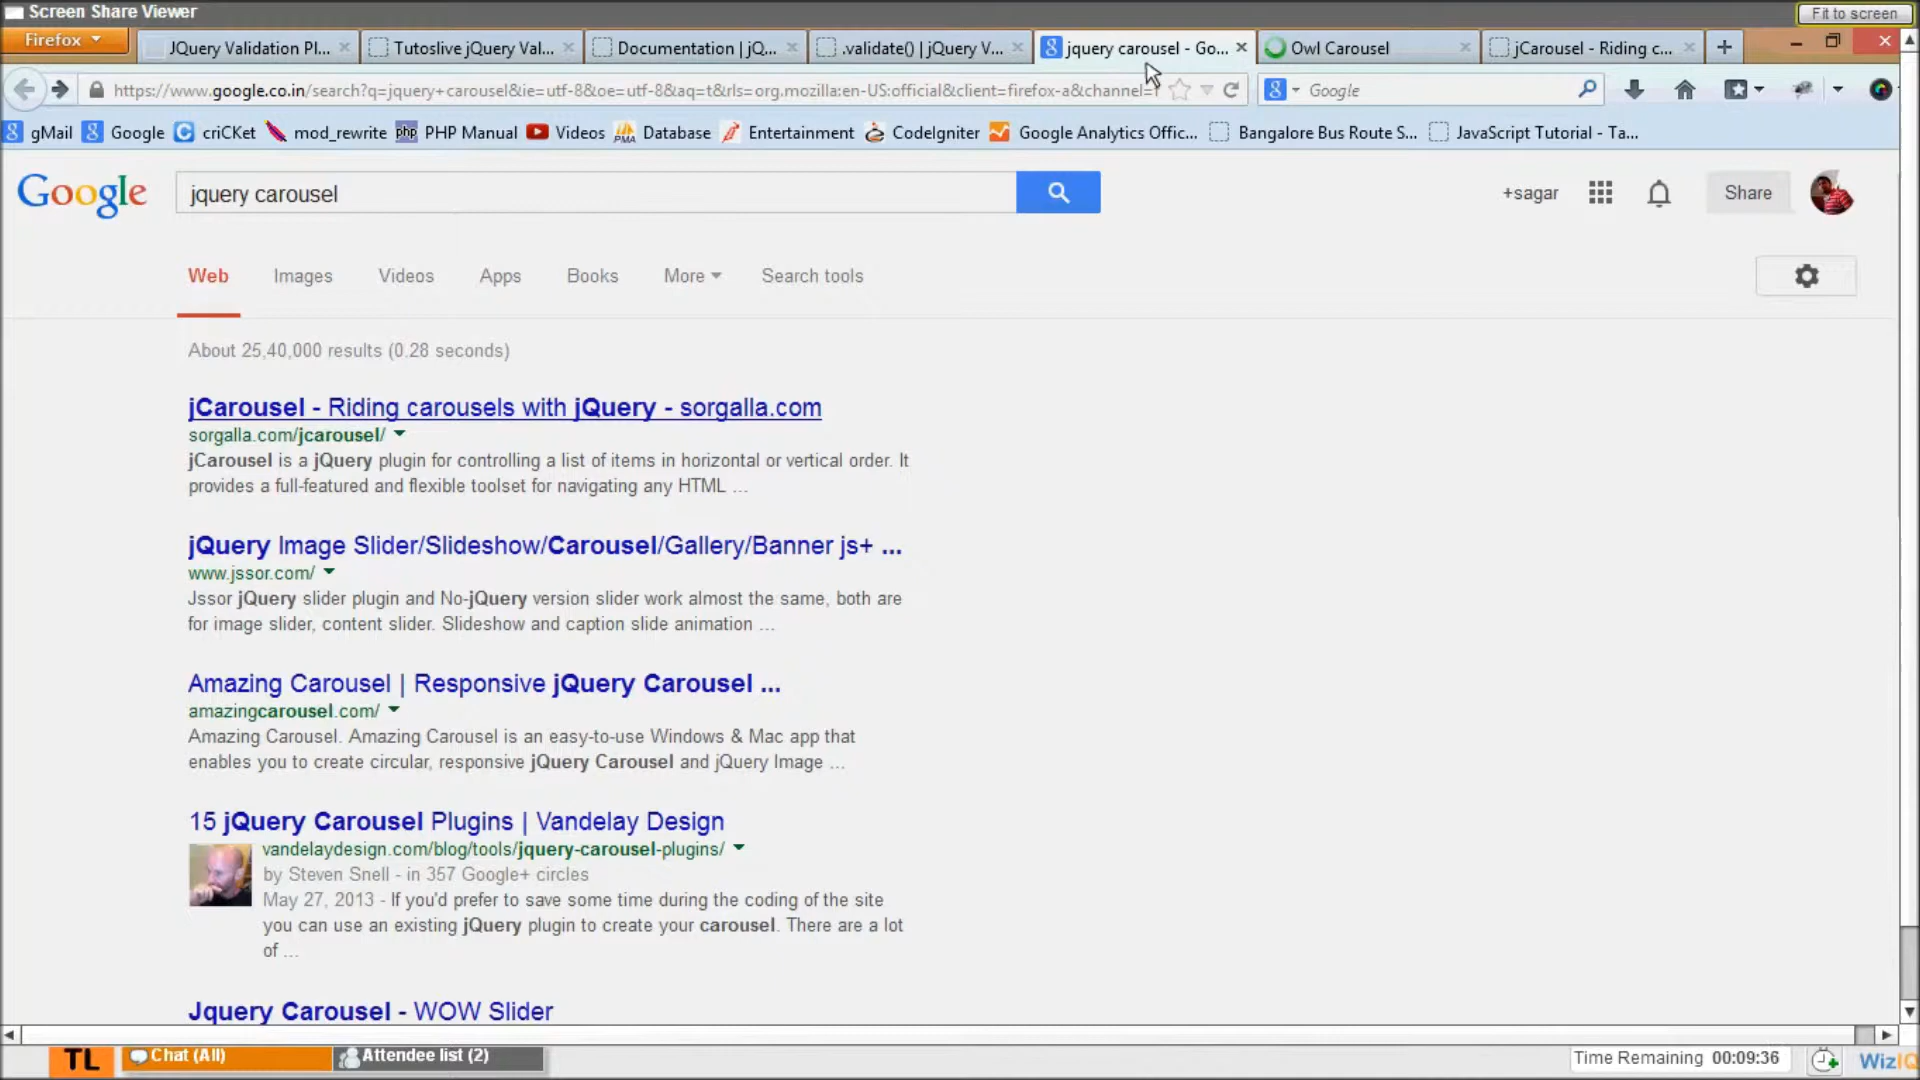 Screen Share Viewer
Fit to screen
Firefox
JQuery Validation Pl...
Tutoslive jQuery Val...
Documentation | jQ...
.validate() | jQuery V...
jquery carousel - Go...
Owl Carousel
jCarousel - Riding c...
https://www.google.co.in/search?q=jquery+carousel&ie=utf-8&oe=utf-8&aq=t&rls=org.mozilla:en-US:official&client=firefox-a&channel=
Google
gMail
Google
criCKet
mod_rewrite
php PHP Manual
Videos
PMA Database
Entertainment
CodeIgniter
Google Analytics Offic...
Bangalore Bus Route S...
JavaScript Tutorial - Ta...
Google
jquery carousel
+sagar
Share
Web
Images
Videos
Apps
Books
More
Search tools
About 25,40,000 results (0.28 seconds)
jCarousel - Riding carousels with jQuery - sorgalla.com
sorgalla.com/jcarousel/
jCarousel is a jQuery plugin for controlling a list of items in horizontal or vertical order. It
provides a full-featured and flexible toolset for navigating any HTML ...
jQuery Image Slider/Slideshow/Carousel/Gallery/Banner js+ ...
www.jssor.com/
Jssor jQuery slider plugin and No-jQuery version slider work almost the same, both are
for image slider, content slider. Slideshow and caption slide animation ...
Amazing Carousel | Responsive jQuery Carousel ...
amazingcarousel.com/
Amazing Carousel. Amazing Carousel is an easy-to-use Windows & Mac app that
enables you to create circular, responsive jQuery Carousel and jQuery Image ...
15 jQuery Carousel Plugins | Vandelay Design
vandelaydesign.com/blog/tools/jquery-carousel-plugins/
by Steven Snell - in 357 Google+ circles
May 27, 2013 - If you'd prefer to save some time during the coding of the site
you can use an existing jQuery plugin to create your carousel. There are a lot
of ...
Jquery Carousel - WOW Slider
TL
Chat (All)
Attendee list (2)
Time Remaining 00:09:36
WizIQ